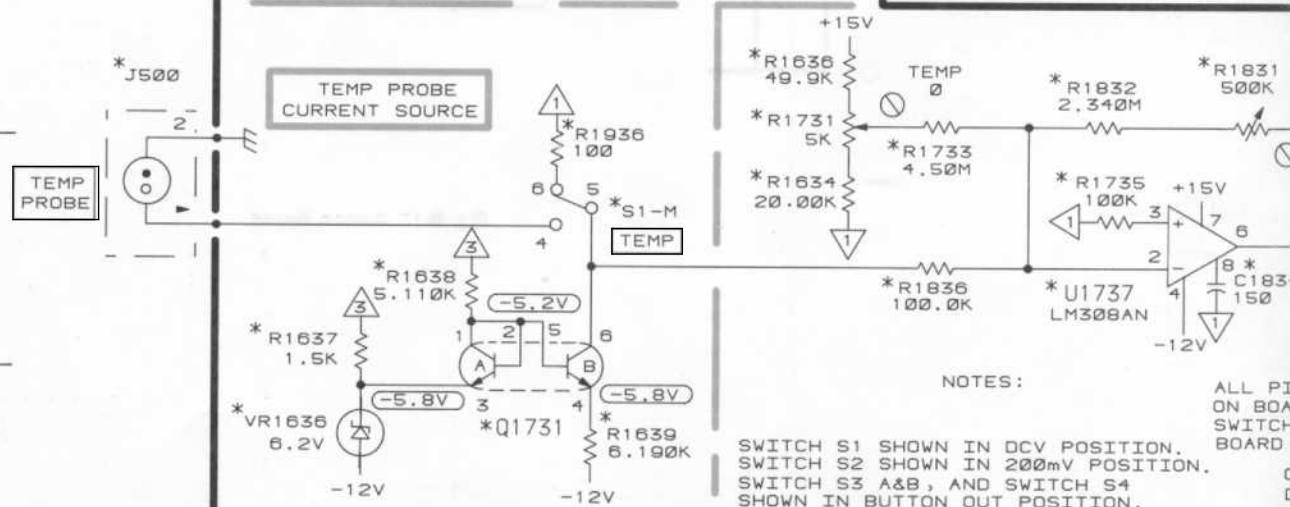 *J500
2
TEMP
PROBE
TEMP PROBE
CURRENT SOURCE
1
*R1936
100
6
5
*S1-M
4
TEMP
3
*R1638
5.110K
-5.2V
3
*R1637
1.5K
1
2
5
6
A
B
-5.8V
-5.8V
3
4
*Q1731
*VR1636
6.2V
*R1639
6.190K
-12V
-12V
+15V
*R1636
49.9K
TEMP
0
*R1731
5K
*R1733
4.50M
*R1634
20.00K
1
*R1832
2.340M
*R1831
500K
*R1735
100K
1
+15V
3
7
+
6
2
-
8
4
*R1836
100.0K
*U1737
LM308AN
*
C183
150
1
-12V
NOTES:
SWITCH S1 SHOWN IN DCV POSITION.
SWITCH S2 SHOWN IN 200mV POSITION.
SWITCH S3 A&B, AND SWITCH S4
SHOWN IN BUTTON OUT POSITION.
ALL PI
ON BOA
SWITCH
BOARD